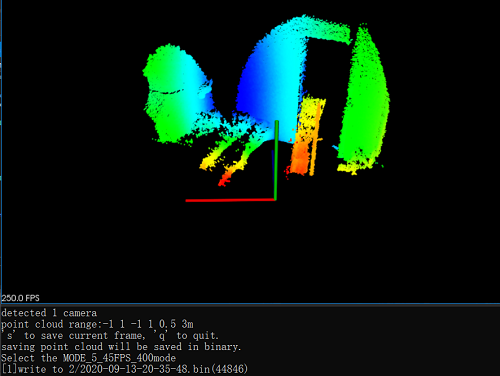 250.0 FPS
detected 1 camera
point cloud range:-1 1 -1 1 0.5 3m
's' to save current frame, 'q' to quit.
saving point cloud will be saved in binary.
Select the MODE_5_45FPS_400mode
[1]write to 2/2020-09-13-20-35-48.bin(44846)